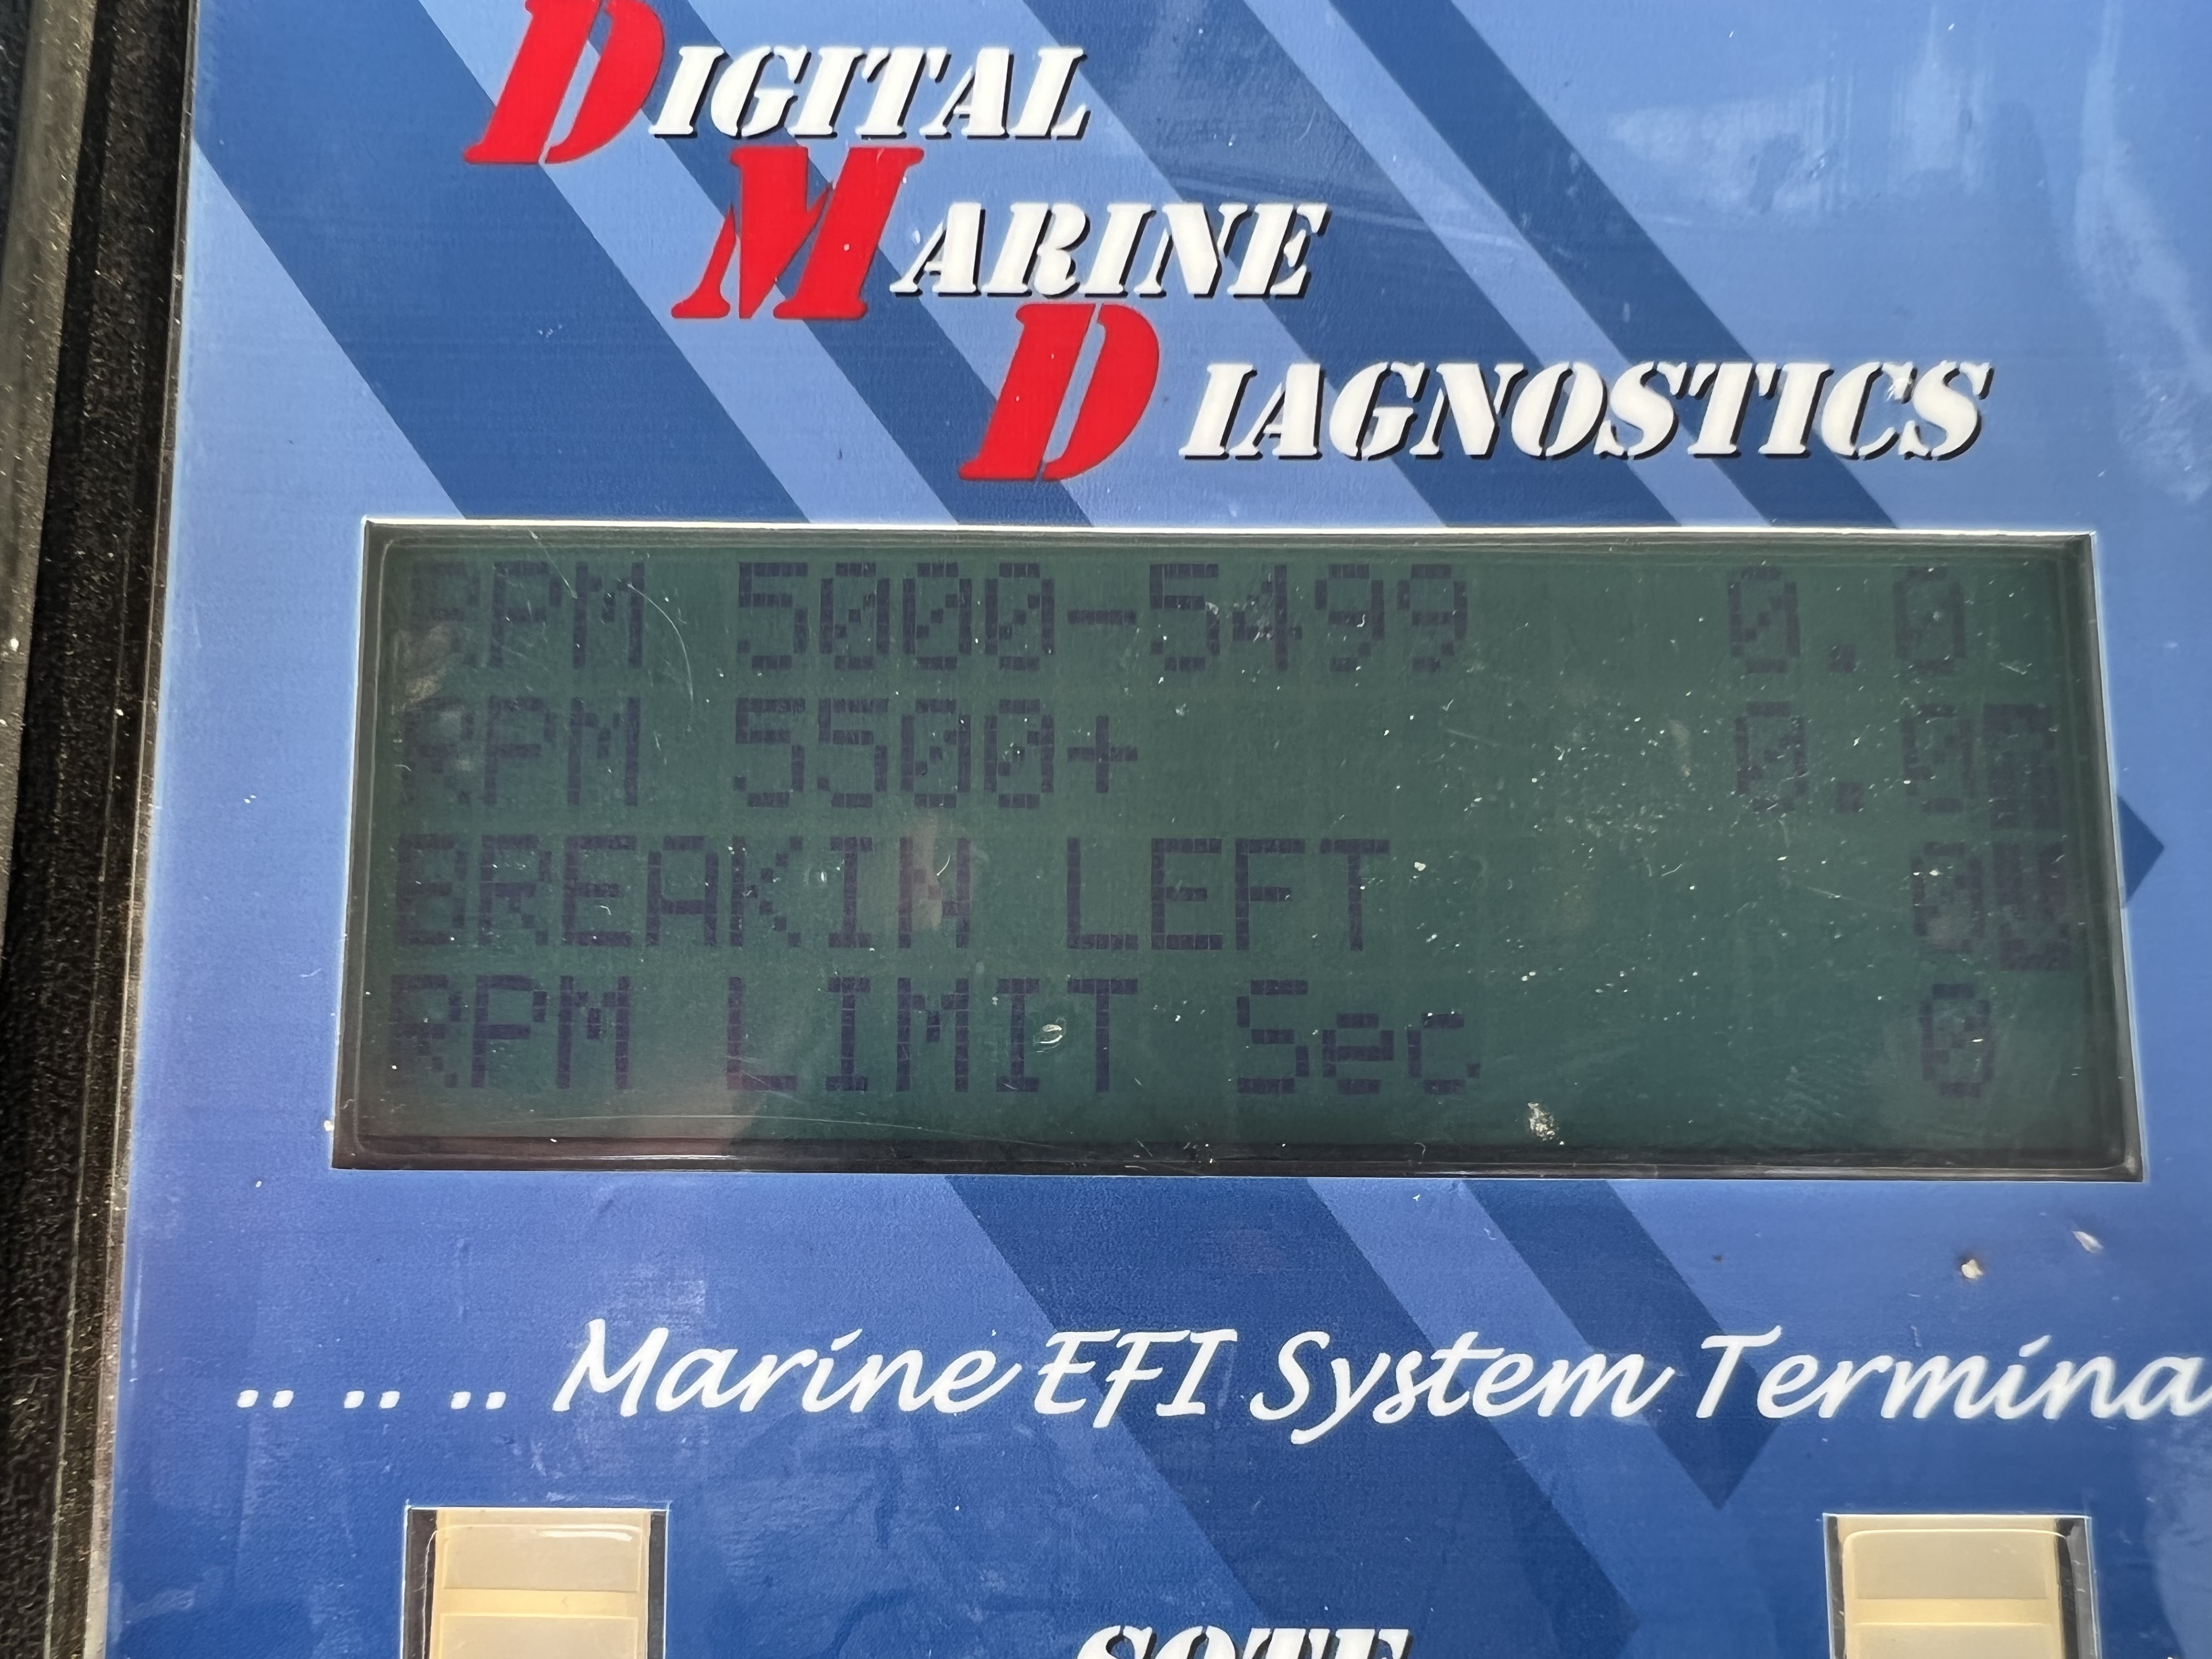 DIGITAL
MARINE
DIAGNOSTICS
RPM 5000-5499 0.0
RPM 5500+ 0.0
BREAKIN LEFT 0
RPM LIMIT Sec 0
.. .. .. Marine EFI System Termina